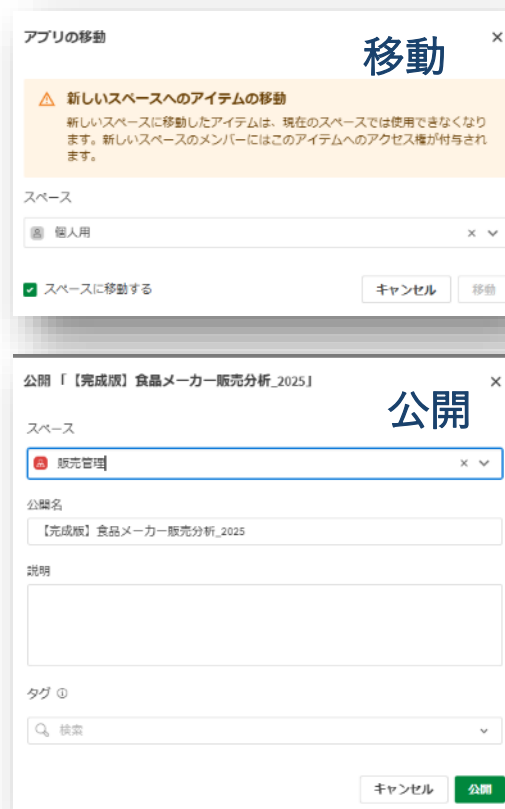 アプリの移動
移動
新しいスペースへのアイテムの移動
新しいスペースに移動したアイテムは、現在のスペースでは使用できなくなり
ます。新しいスペースのメンバーにはこのアイテムへのアクセス権が付与され
ます。
スペース
個人用
スペースに移動する
キャンセル
移動
公開「【完成版】食品メーカー販売分析_2025」
公開
スペース
販売管理
公開名
【完成版】食品メーカー販売分析_2025
説明
タグ
検索
キャンセル
公開